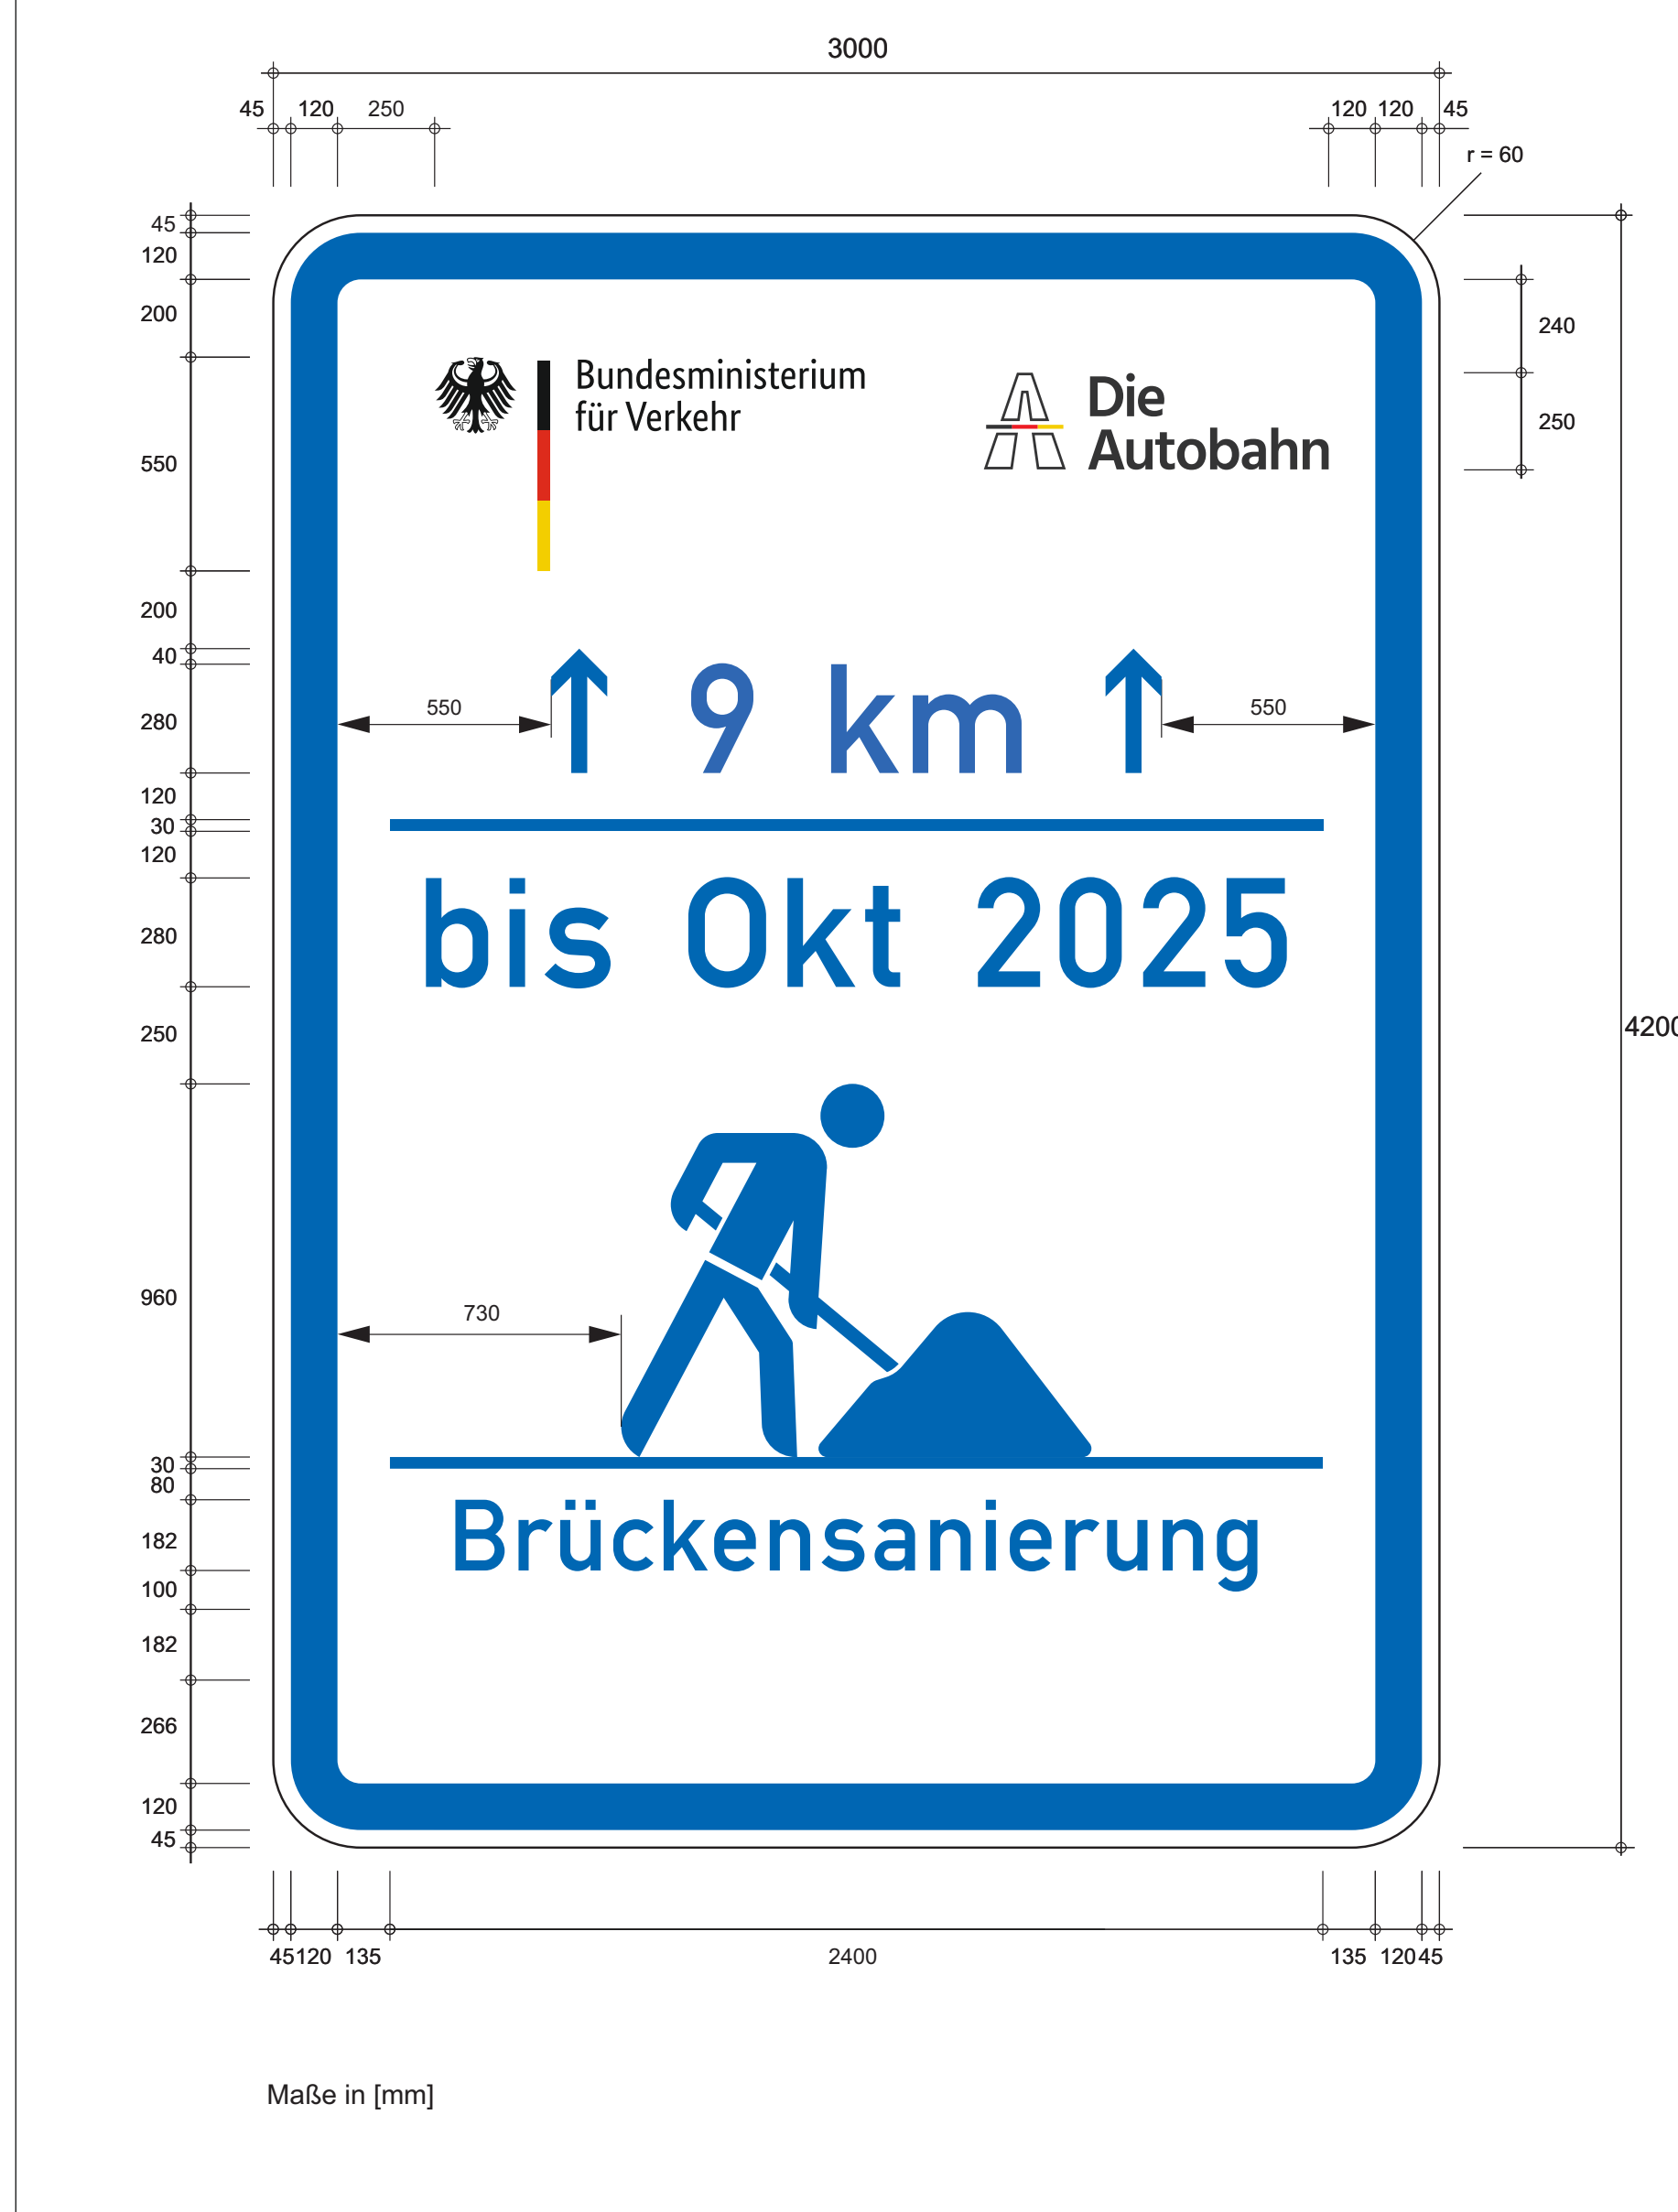 3000
45 120 250 120 120 45
r = 60
45
120
200
240
Bundesministerium
für Verkehr
Die
Autobahn
250
550
200
40
280
550
9 km
550
120
30
120
bis Okt 2025
280
250
4200
960
730
30
80
Brückensanierung
182
100
182
266
120
45
45 120 135 2400 135 120 45
Maße in [mm]